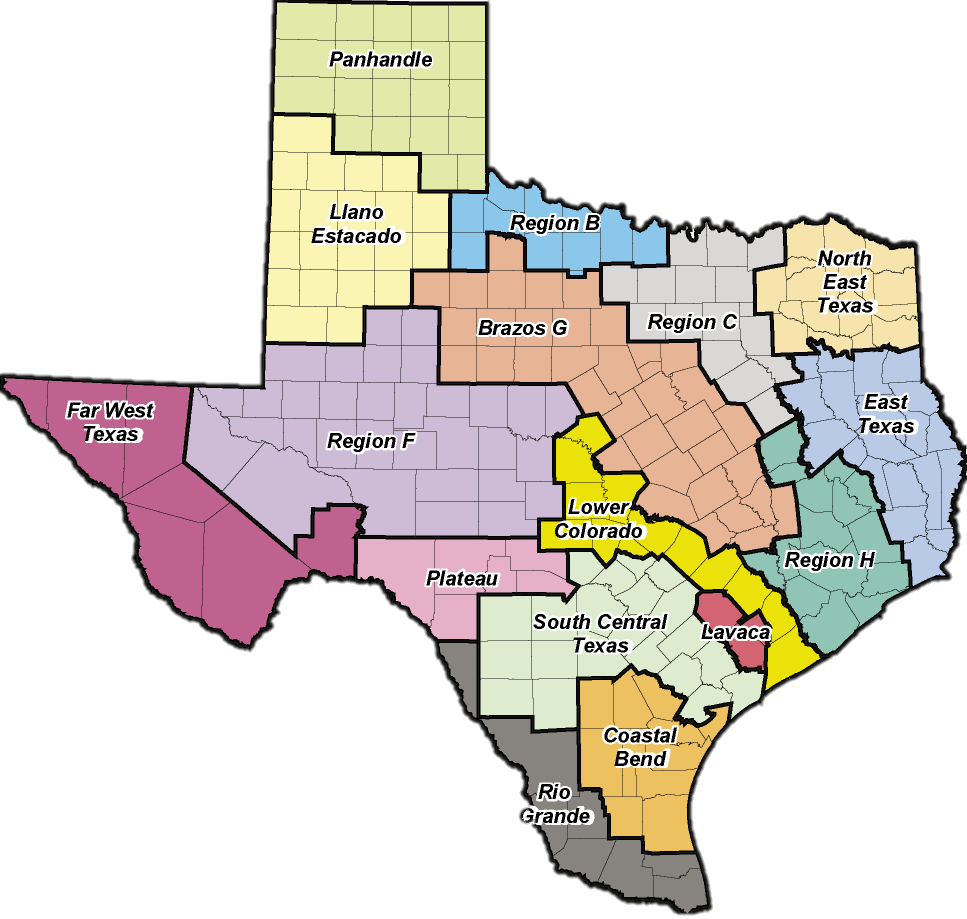 Panhandle
Llano
Estacado
Region B
North
East
Texas
Brazos G
Region C
Far West
Texas
Region F
East
Texas
Lower
Colorado
Region H
Plateau
South Central
Texas
Lavaca
Coastal
Bend
Rio
Grande